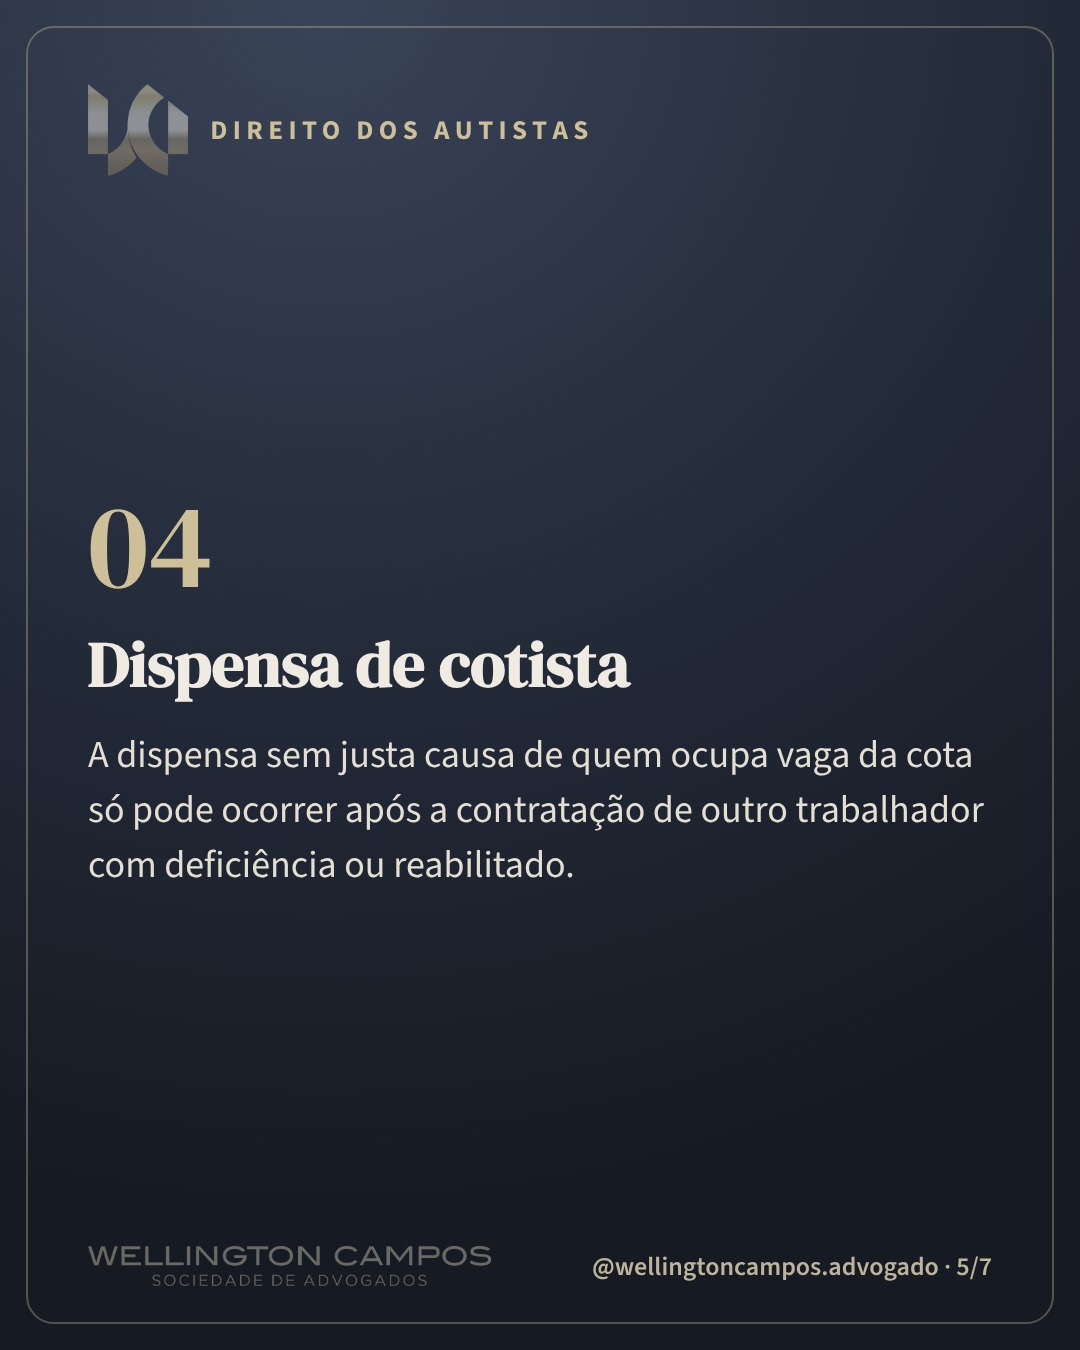 DIREITO DOS AUTISTAS
04
Dispensa de cotista
A dispensa sem justa causa de quem ocupa vaga da cota
só pode ocorrer após a contratação de outro trabalhador
com deficiência ou reabilitado.
WELLINGTON CAMPOS
SOCIEDADE DE ADVOGADOS
@wellingtoncampos.advogado · 5/7